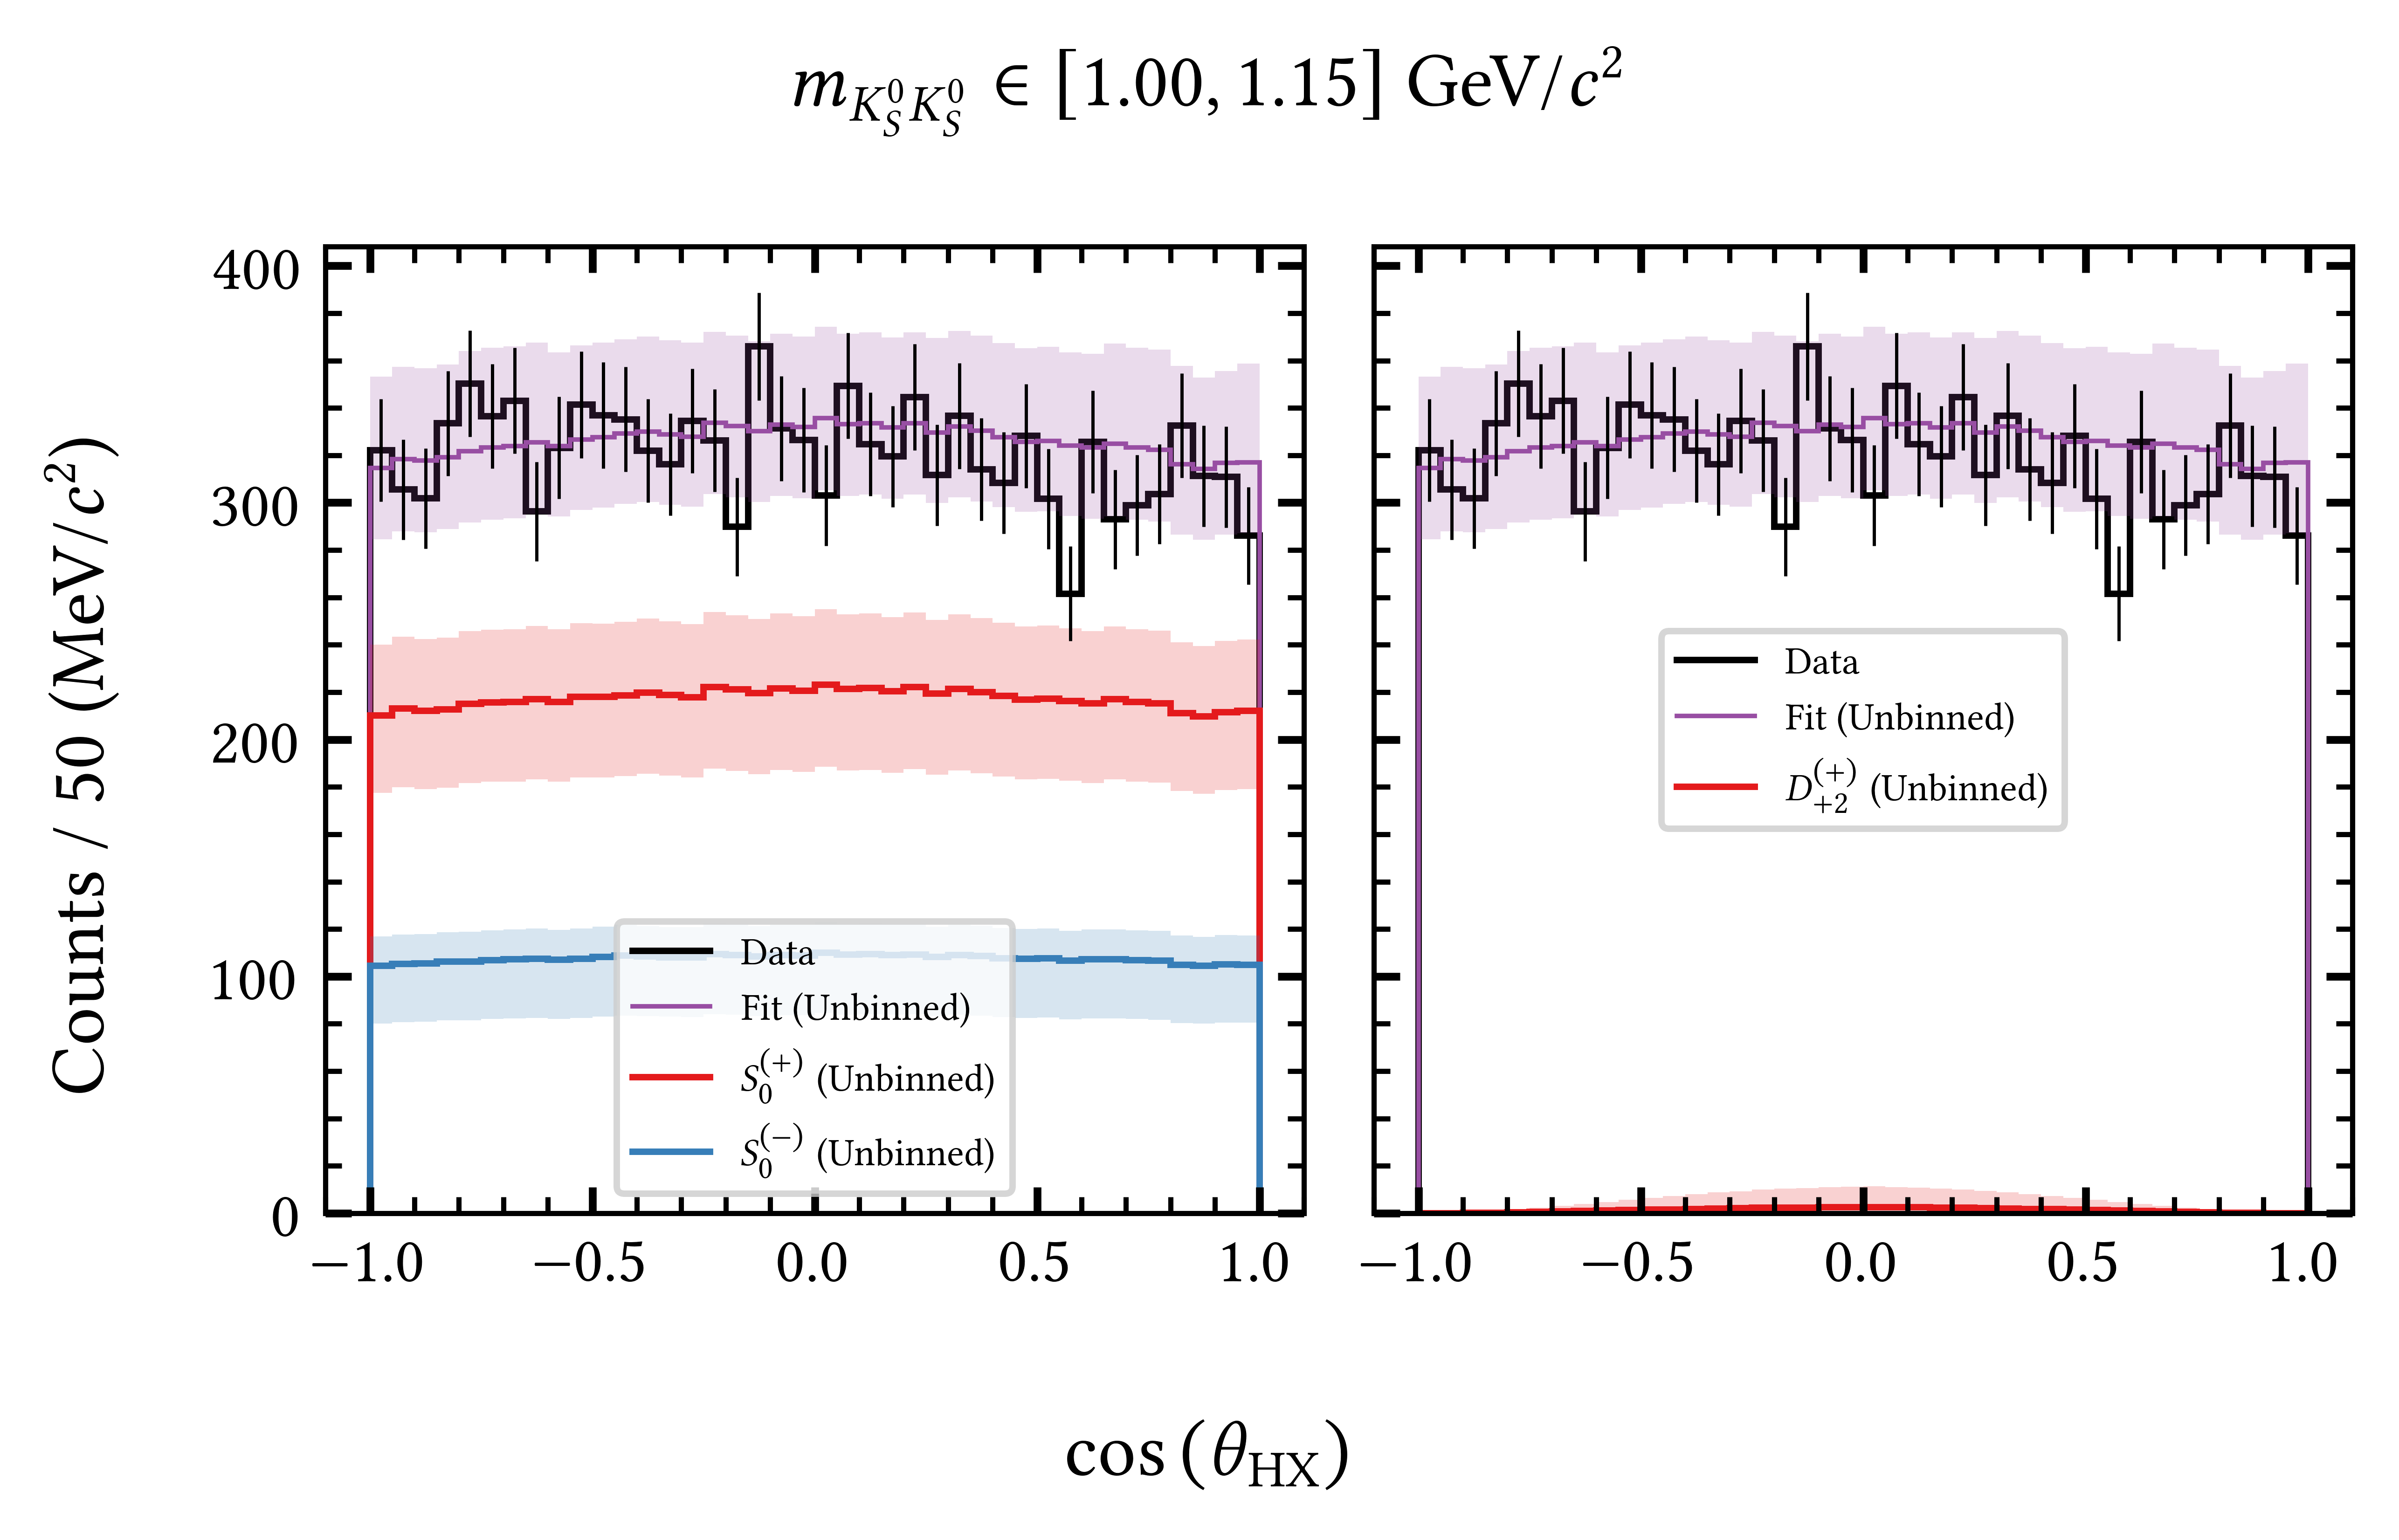 m_{K_S^0 K_S^0} ∈ [1.00, 1.15] GeV/c²
Counts / 50 (MeV/c²)
400
300
200
100
0
Data
Fit (Unbinned)
S_0^{(+)} (Unbinned)
S_0^{(−)} (Unbinned)
Data
Fit (Unbinned)
D_{+2}^{(+)} (Unbinned)
−1.0 −0.5 0.0 0.5 1.0 −1.0 −0.5 0.0 0.5 1.0
cos (θ_{HX})